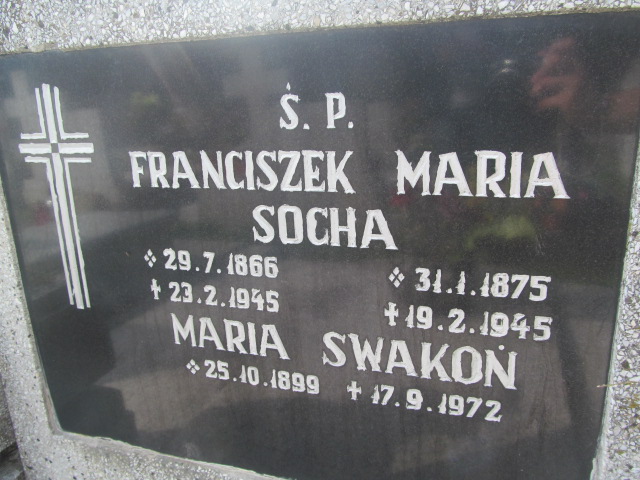 Ś. P.
FRANCISZEK MARIA
SOCHA
29.7.1866 31.1.1875
✝ 23.2.1945 ✝ 19.2.1945
MARIA SWAKOŃ
25.10.1899 ✝ 17.9.1972